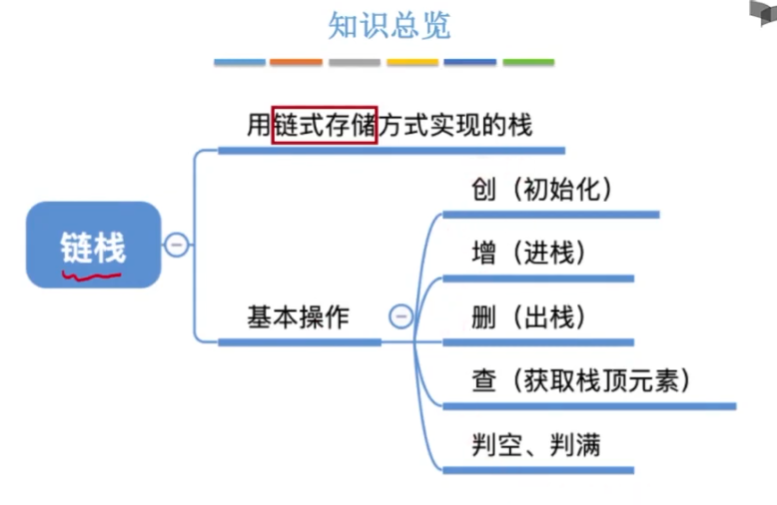 知识总览
用链式存储方式实现的栈
链栈
基本操作
创（初始化）
增（进栈）
删（出栈）
查（获取栈顶元素）
判空、判满